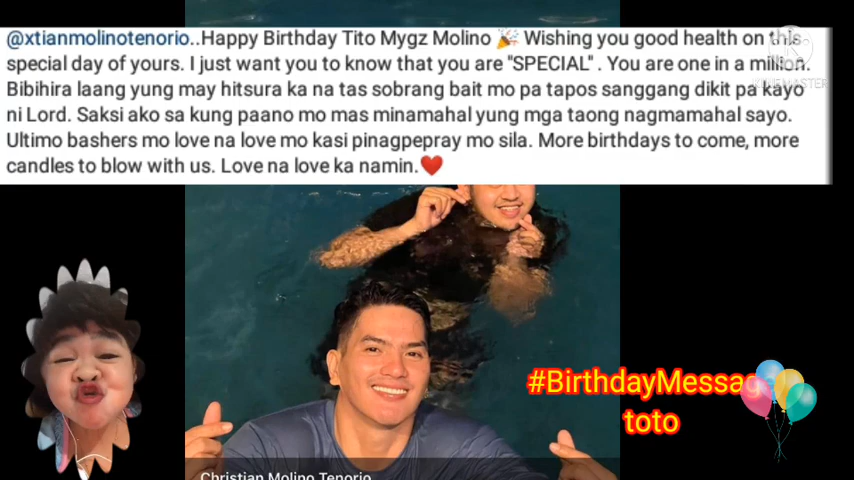 @xtianmolinotenorio..Happy Birthday Tito Mygz Molino 🎉 Wishing you good health on this
special day of yours. I just want you to know that you are "SPECIAL" . You are one in a million.
Bibihira laang yung may hitsura ka na tas sobrang bait mo pa tapos sanggang dikit pa kayo
ni Lord. Saksi ako sa kung paano mo mas minamahal yung mga taong nagmamahal sayo.
Ultimo bashers mo love na love mo kasi pinagpepray mo sila. More birthdays to come, more
candles to blow with us. Love na love ka namin.❤️
KINEMASTER
#BirthdayMessag
toto
Christian Molino Tenorio